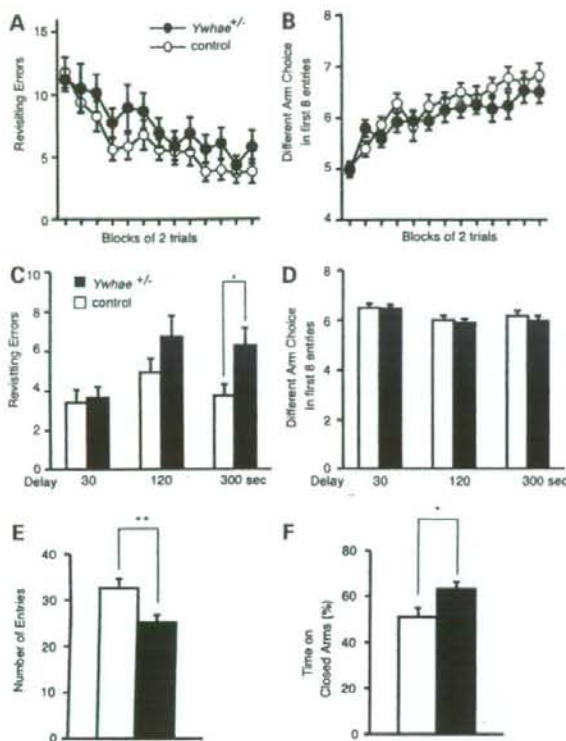 A
Ywhae+/-
control
15
10
5
0
Revisiting Errors
Blocks of 2 trials
B
8
7
6
5
4
Different Arm Choice
in first 8 entries
Blocks of 2 trials
C
Ywhae +/-
control
10
8
6
4
2
0
Revisitting Errors
Delay 30 120 300 sec
*
D
8
6
4
2
0
Different Arm Choice
In first 8 entries
Delay 30 120 300 sec
E
40
30
20
10
0
Number of Entries
**
F
80
60
40
20
0
Time on
Closed Arms (%)
*